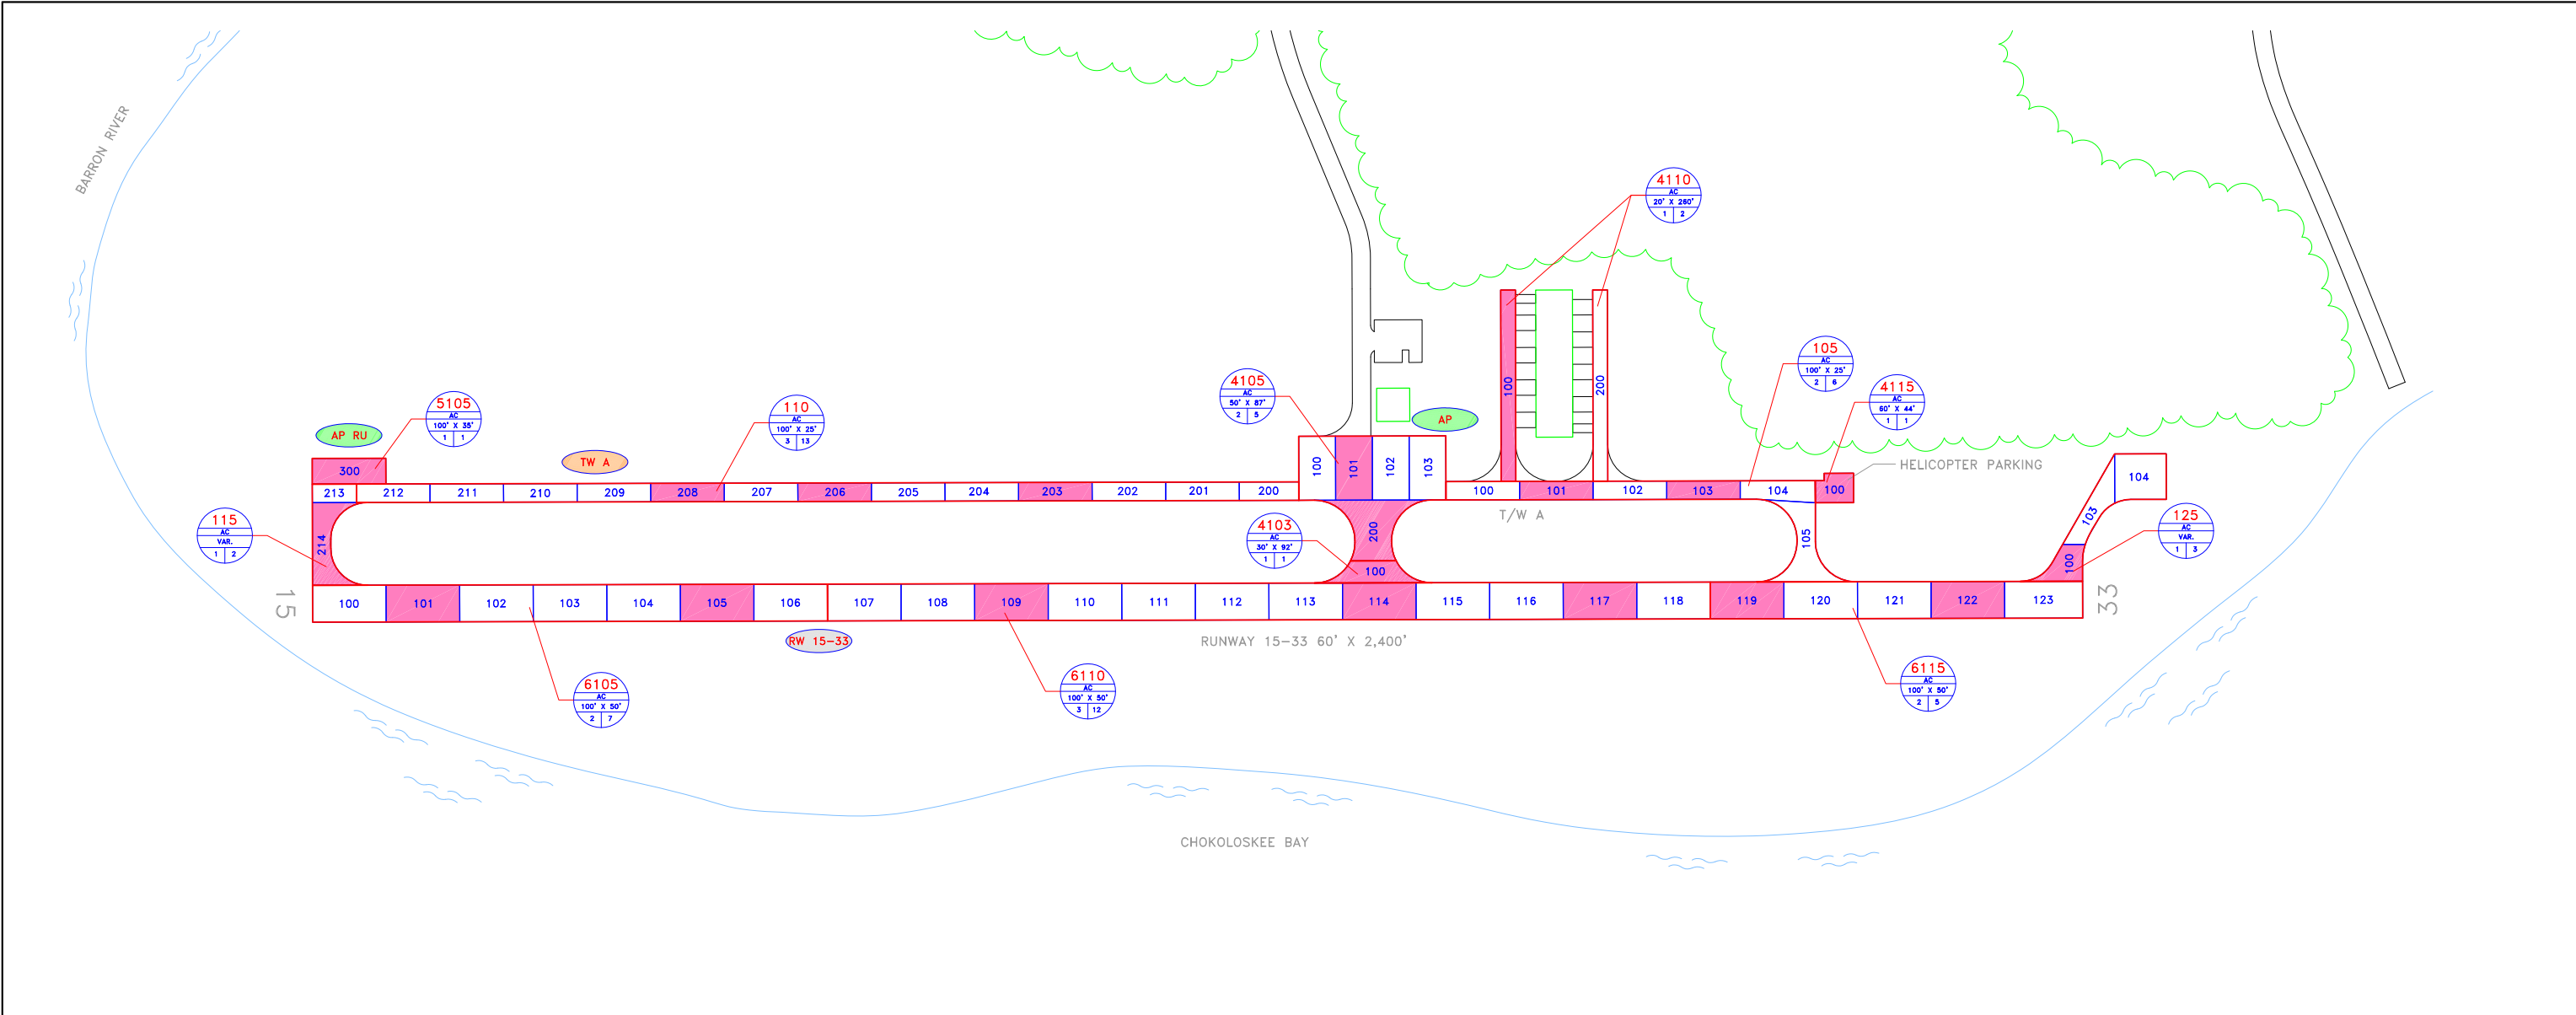 BARRON RIVER
4110
AC
20' X 260'
1 2
105
AC
100' X 25'
2 6
4105
AC
50' X 87'
2 5
4115
AC
60' X 44'
1 1
5105
AC
100' X 35'
1 1
110
AC
100' X 25'
3 13
AP RU
TW A
AP
100
200
HELICOPTER PARKING
300
100
101
102
103
104
213
212
211
210
209
208
207
206
205
204
203
202
201
200
100
101
102
103
104
100
T/W A
115
AC
VAR.
1 2
214
4103
AC
30' X 92'
1 1
200
100
105
103
100
125
AC
VAR.
1 3
15
100
101
102
103
104
105
106
107
108
109
110
111
112
113
114
115
116
117
118
119
120
121
122
123
33
RW 15-33
RUNWAY 15-33 60' X 2,400'
6105
AC
100' X 50'
2 7
6110
AC
100' X 50'
3 12
6115
AC
100' X 50'
2 5
CHOKOLOSKEE BAY